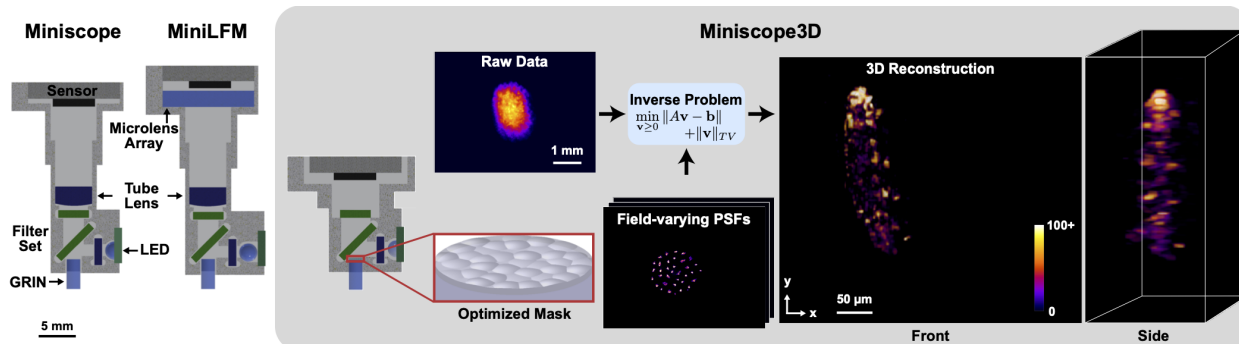 Miniscope
MiniLFM
Miniscope3D
Sensor
Microlens
Array
Tube
Lens
Filter
Set
LED
GRIN
5 mm
Raw Data
1 mm
Inverse Problem
min ‖Av − b‖
v≥0
+‖v‖TV
Field-varying PSFs
Optimized Mask
3D Reconstruction
100+
0
y
x
50 µm
Front
Side